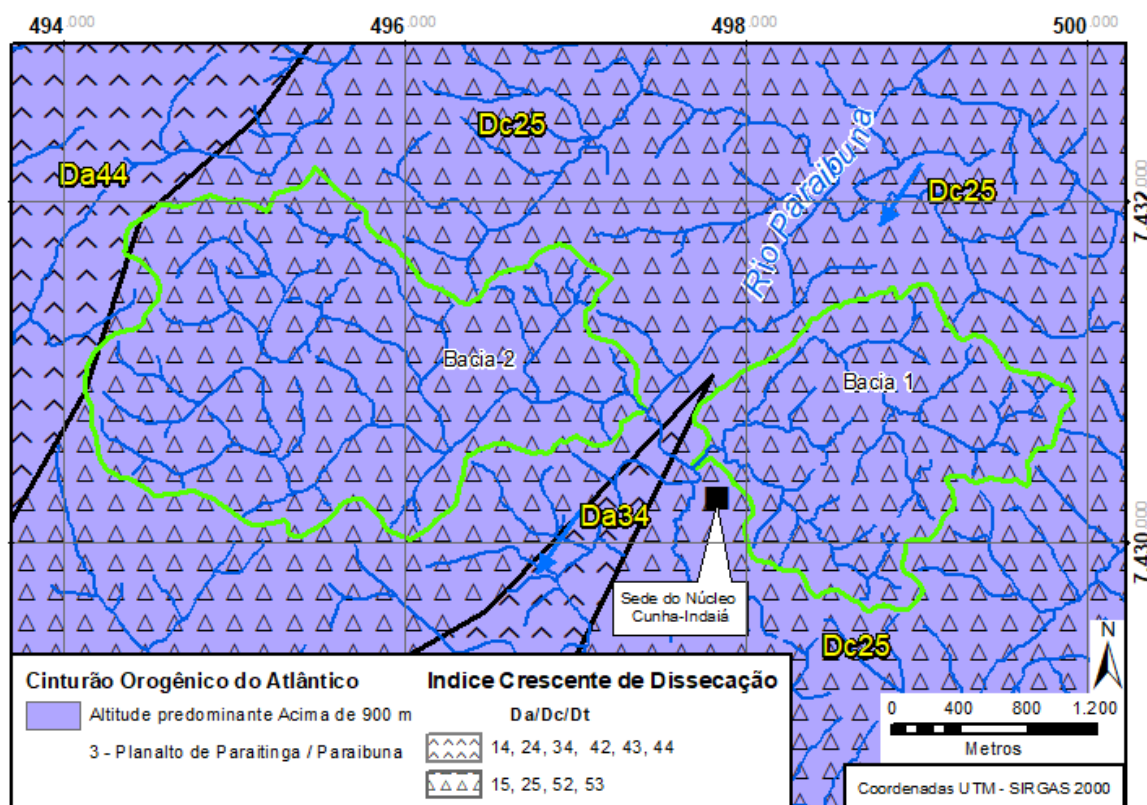 494.000 496.000 498.000 500.000
Dc25
Da44
Rio Paraibuna
Dc25
7.432.000
Bacia 2
Bacia 1
Da34
7.430.000
Sede do Núcleo
Cunha-Indaiá
Dc25
N
Cinturão Orogênico do Atlântico
Altitude predominante Acima de 900 m
3 - Planalto de Paraitinga / Paraibuna
Indice Crescente de Dissecação
Da/Dc/Dt
14, 24, 34, 42, 43, 44
15, 25, 52, 53
0 400 800 1.200
Metros
Coordenadas UTM - SIRGAS 2000